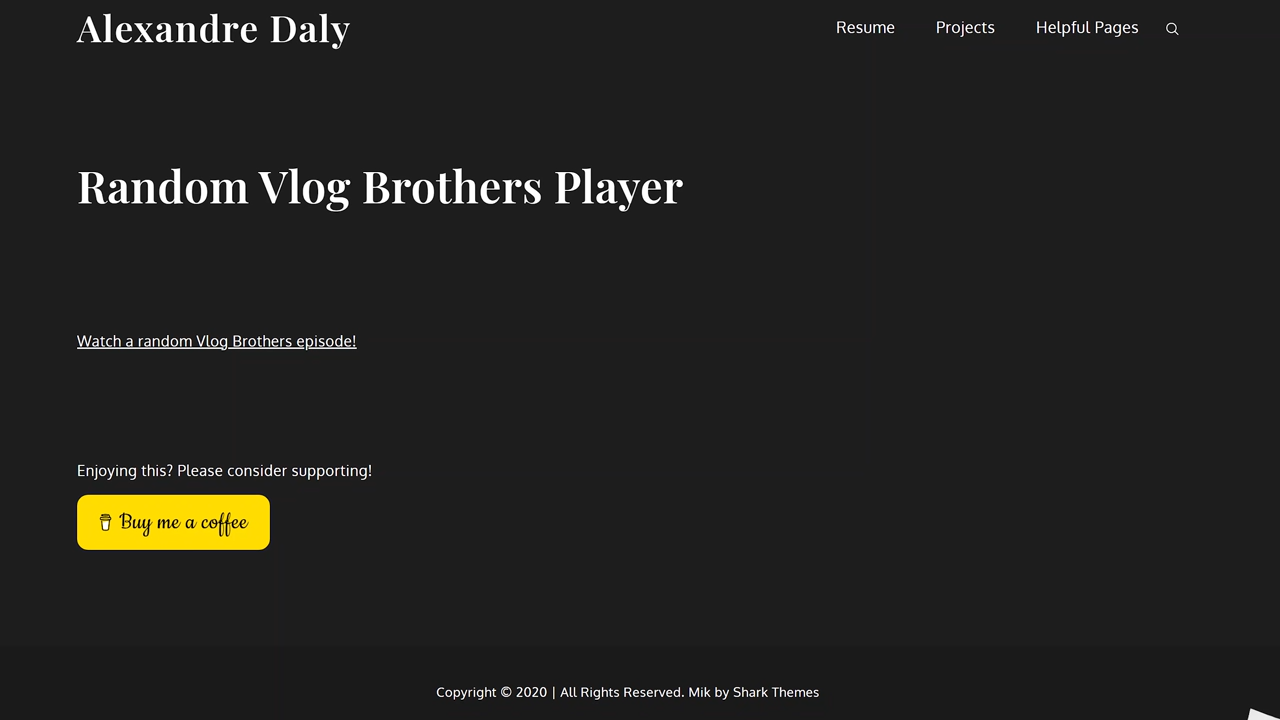 Alexandre Daly
Resume Projects Helpful Pages
Random Vlog Brothers Player
Watch a random Vlog Brothers episode!
Enjoying this? Please consider supporting!
Buy me a coffee
Copyright © 2020 | All Rights Reserved. Mik by Shark Themes